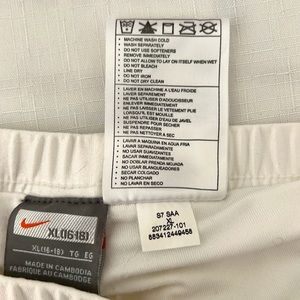 • MACHINE WASH COLD
• WASH SEPARATELY
• DO NOT USE SOFTENERS
• REMOVE IMMEDIATELY
• DO NOT ALLOW TO LAY ON
ITSELF WHEN WET
• DO NOT BLEACH
• LINE DRY
• DO NOT IRON
• DO NOT DRY CLEAN
• LAVER EN MACHINE A L'EAU FROIDE
• LAVER SEPAREMENT
• NE PAS UTILISER D'ADOUCISSEUR
• ENLEVER IMMEDIATEMENT
• NE PAS LAISSER LE VETEMENT PLIE
LORSQU'IL EST MOUILLE
• NE PAS UTILISER D'EAU DE JAVEL
• SUSPENDRE POUR SECHER
• NE PAS REPASSER
• NE PAS NETTOYER A SEC
• LAVAR A MAQUINA EN AGUA FRIA
• LAVAR SEPARADAMENTE
• NO USAR SUAVIZANTES
• SACAR INMEDIATAMENTE
• NO DOBLAR PRENDA MOJADA
• NO USAR BLANQUEADOR
• SECAR COLGADO
• NO PLANCHAR
• NO LAVAR EN SECO
XL(16-18)
XL(16-18) TG EG
MADE IN CAMBODIA
FABRIQUÉ AU CAMBODGE
S7 SAA
XL
207227-101
883412449458